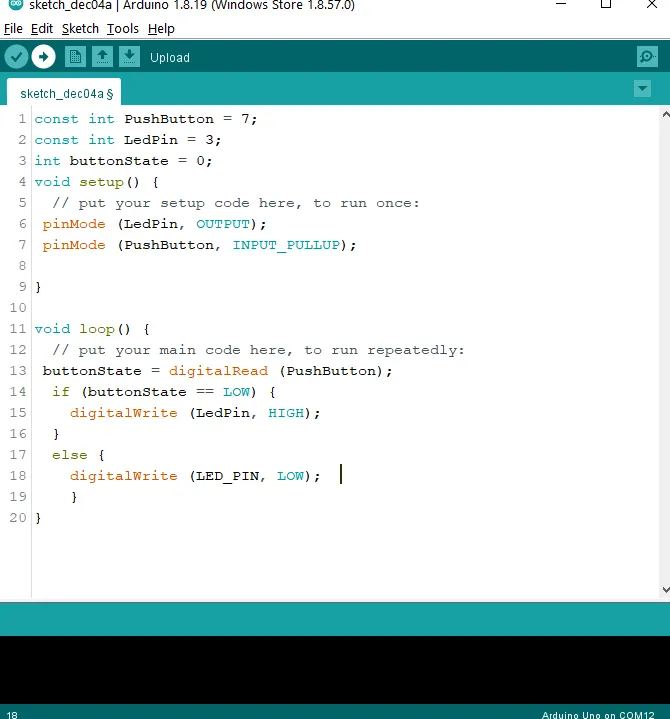 sketch_dec04a | Arduino 1.8.19 (Windows Store 1.8.57.0)
File Edit Sketch Tools Help
Upload
sketch_dec04a §
1 const int PushButton = 7;
2 const int LedPin = 3;
3 int buttonState = 0;
4 void setup() {
5 // put your setup code here, to run once:
6 pinMode (LedPin, OUTPUT);
7 pinMode (PushButton, INPUT_PULLUP);
8
9 }
10
11 void loop() {
12 // put your main code here, to run repeatedly:
13 buttonState = digitalRead (PushButton);
14 if (buttonState == LOW) {
15 digitalWrite (LedPin, HIGH);
16 }
17 else {
18 digitalWrite (LED_PIN, LOW);
19 }
20 }
18
Arduino Uno on COM12